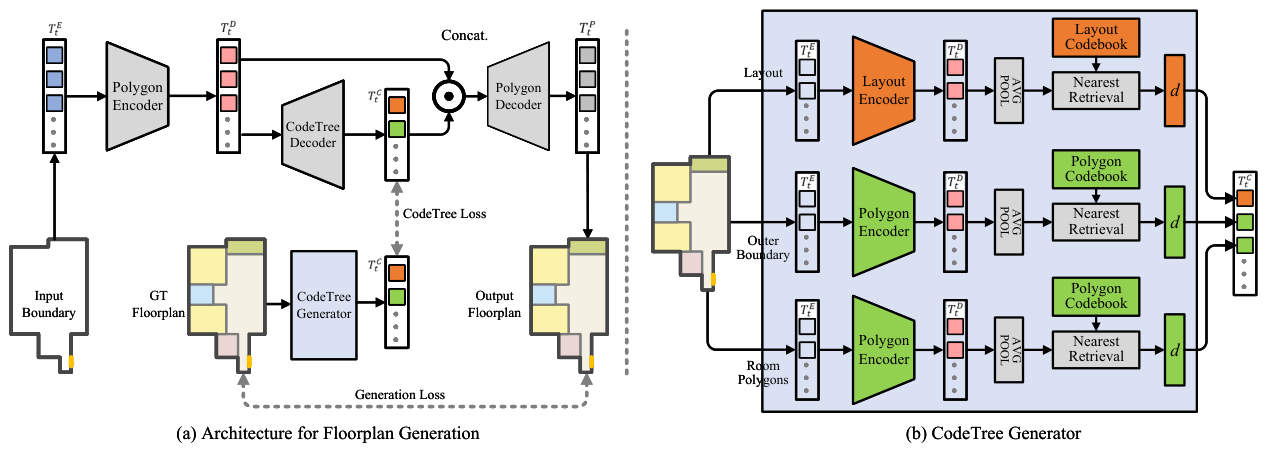 T_t^E
Polygon
Encoder
T_t^D
CodeTree
Decoder
T_t^C
Concat.
Polygon
Decoder
T_t^P
CodeTree Loss
Input
Boundary
GT
Floorplan
CodeTree
Generator
T_t^C
Output
Floorplan
Generation Loss
(a) Architecture for Floorplan Generation
Layout
T_t^E
Layout
Encoder
T_t^D
AVG
POOL
Layout
Codebook
Nearest
Retrieval
d
Outer
Boundary
T_t^E
Polygon
Encoder
T_t^D
AVG
POOL
Polygon
Codebook
Nearest
Retrieval
d
T_t^C
Room
Polygons
T_t^E
Polygon
Encoder
T_t^D
AVG
POOL
Polygon
Codebook
Nearest
Retrieval
d
(b) CodeTree Generator